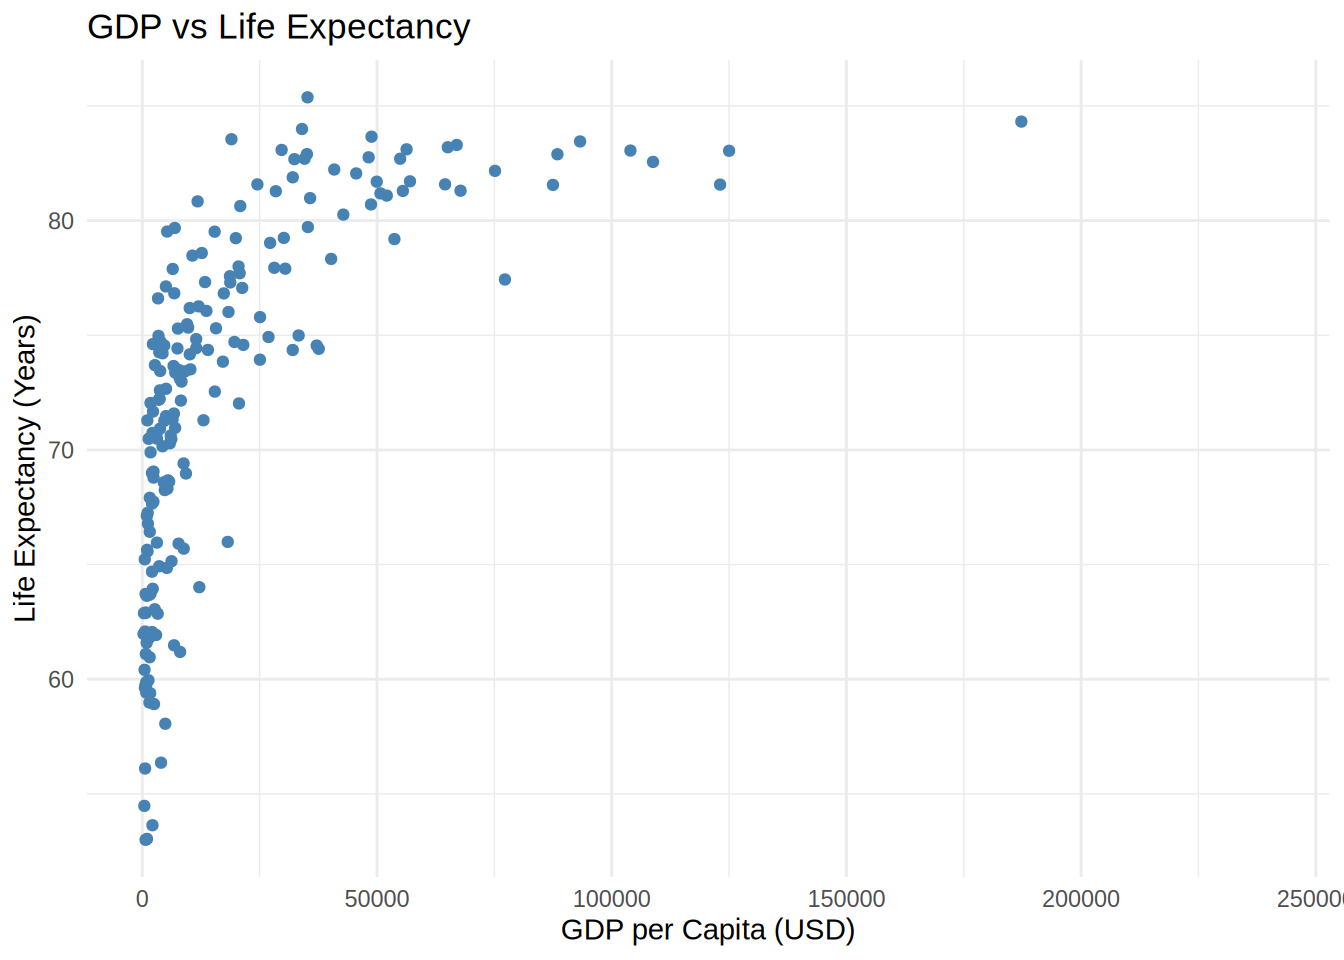 GDP vs Life Expectancy
80
70
60
Life Expectancy (Years)
0 50000 100000 150000 200000 25000
GDP per Capita (USD)